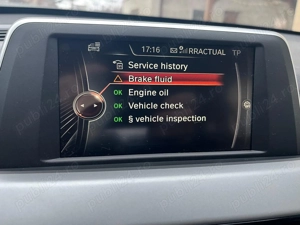 17:16 RRACTUAL TP
Service history
Brake fluid
OK Engine oil
OK Vehicle check
OK § vehicle inspection